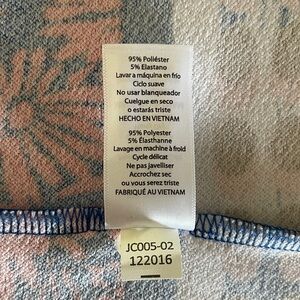 95% Poliéster
5% Elastano
Lavar a máquina en frío
Ciclo suave
No usar blanqueador
Cuelgue en seco
o estarás triste
HECHO EN VIETNAM
95% Polyester
5% Élasthanne
Lavage en machine à froid
Cycle délicat
Ne pas javelliser
Accrochez sec
ou vous serez triste
FABRIQUÉ AU VIETNAM
JC005-02
122016